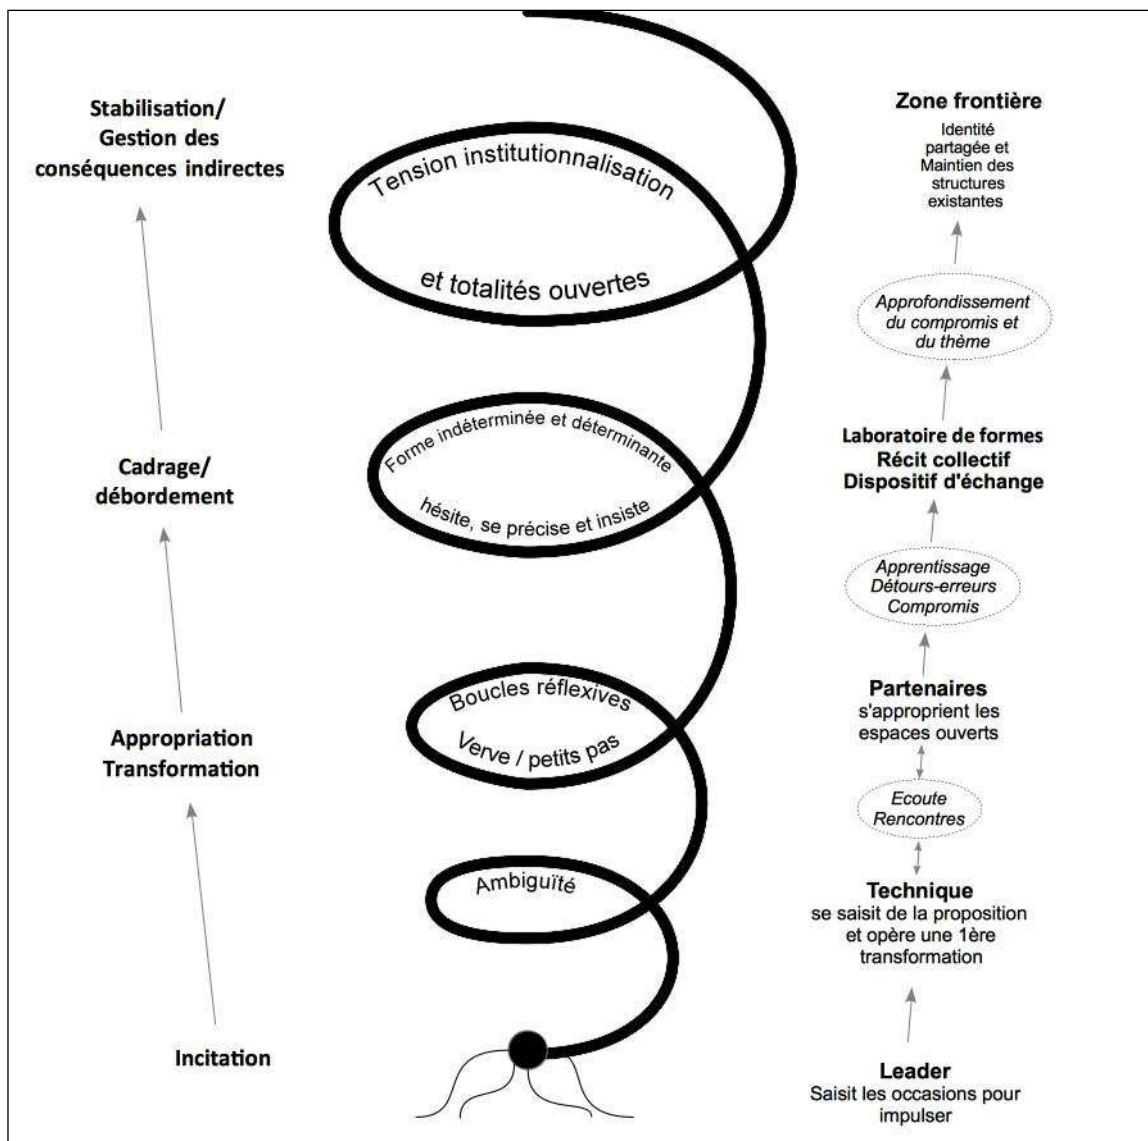 Stabilisation/
Gestion des
conséquences indirectes
Cadrage/
débordement
Appropriation
Transformation
Incitation
Tension institutionnalisation
et totalités ouvertes
Forme indéterminée et déterminante
hésite, se précise et insiste
Boucles réflexives
Verve / petits pas
Ambiguïté
Zone frontière
Identité
partagée et
Maintien des
structures
existantes
Approfondissement
du compromis et
du thème
Laboratoire de formes
Récit collectif
Dispositif d'échange
Apprentissage
Détours-erreurs
Compromis
Partenaires
s'approprient les
espaces ouverts
Ecoute
Rencontres
Technique
se saisit de la proposition
et opère une 1ère
transformation
Leader
Saisit les occasions pour
impulser